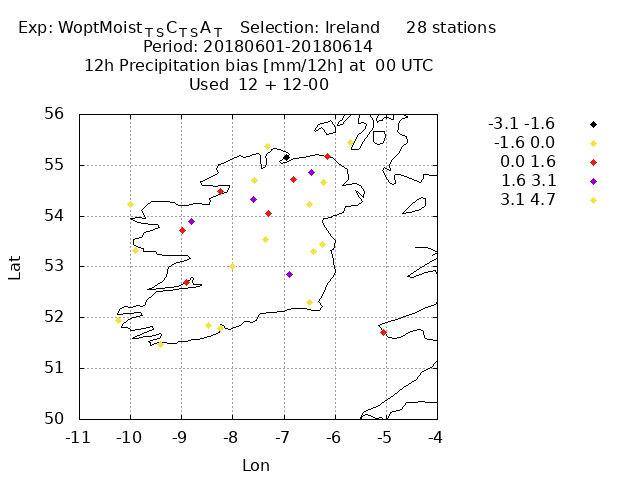 Exp: WoptMoist_TS C_TS A_T Selection: Ireland 28 stations
Period: 20180601-20180614
12h Precipitation bias [mm/12h] at 00 UTC
Used 12 + 12-00
-3.1 -1.6
-1.6 0.0
0.0 1.6
1.6 3.1
3.1 4.7
56
55
54
53
52
51
50
Lat
-11 -10 -9 -8 -7 -6 -5 -4
Lon